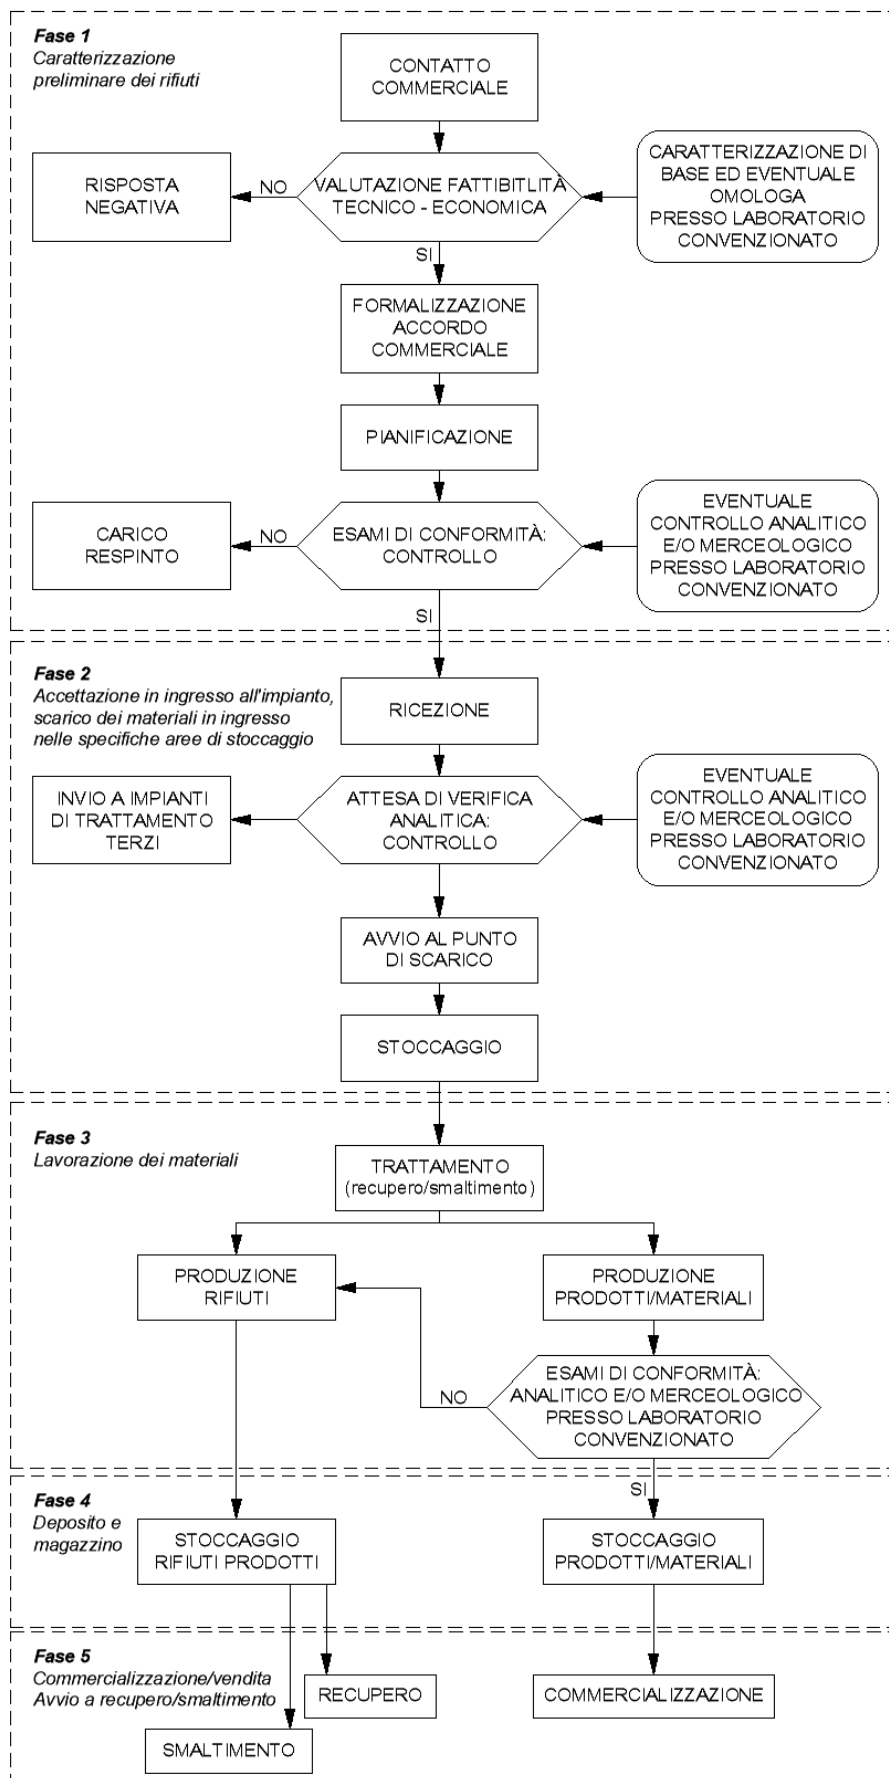 Fase 1
Caratterizzazione
preliminare dei rifiuti
CONTATTO
COMMERCIALE
RISPOSTA
NEGATIVA
NO
VALUTAZIONE FATTIBITLITÀ
TECNICO - ECONOMICA
CARATTERIZZAZIONE DI
BASE ED EVENTUALE
OMOLOGA
PRESSO LABORATORIO
CONVENZIONATO
SI
FORMALIZZAZIONE
ACCORDO
COMMERCIALE
PIANIFICAZIONE
CARICO
RESPINTO
NO
ESAMI DI CONFORMITÀ:
CONTROLLO
EVENTUALE
CONTROLLO ANALITICO
E/O MERCEOLOGICO
PRESSO LABORATORIO
CONVENZIONATO
SI
Fase 2
Accettazione in ingresso all'impianto,
scarico dei materiali in ingresso
nelle specifiche aree di stoccaggio
RICEZIONE
INVIO A IMPIANTI
DI TRATTAMENTO
TERZI
ATTESA DI VERIFICA
ANALITICA:
CONTROLLO
EVENTUALE
CONTROLLO ANALITICO
E/O MERCEOLOGICO
PRESSO LABORATORIO
CONVENZIONATO
AVVIO AL PUNTO
DI SCARICO
STOCCAGGIO
Fase 3
Lavorazione dei materiali
TRATTAMENTO
(recupero/smaltimento)
PRODUZIONE
RIFIUTI
PRODUZIONE
PRODOTTI/MATERIALI
NO
ESAMI DI CONFORMITÀ:
ANALITICO E/O MERCEOLOGICO
PRESSO LABORATORIO
CONVENZIONATO
SI
Fase 4
Deposito e
magazzino
STOCCAGGIO
RIFIUTI PRODOTTI
STOCCAGGIO
PRODOTTI/MATERIALI
Fase 5
Commercializzazione/vendita
Avvio a recupero/smaltimento
RECUPERO
COMMERCIALIZZAZIONE
SMALTIMENTO